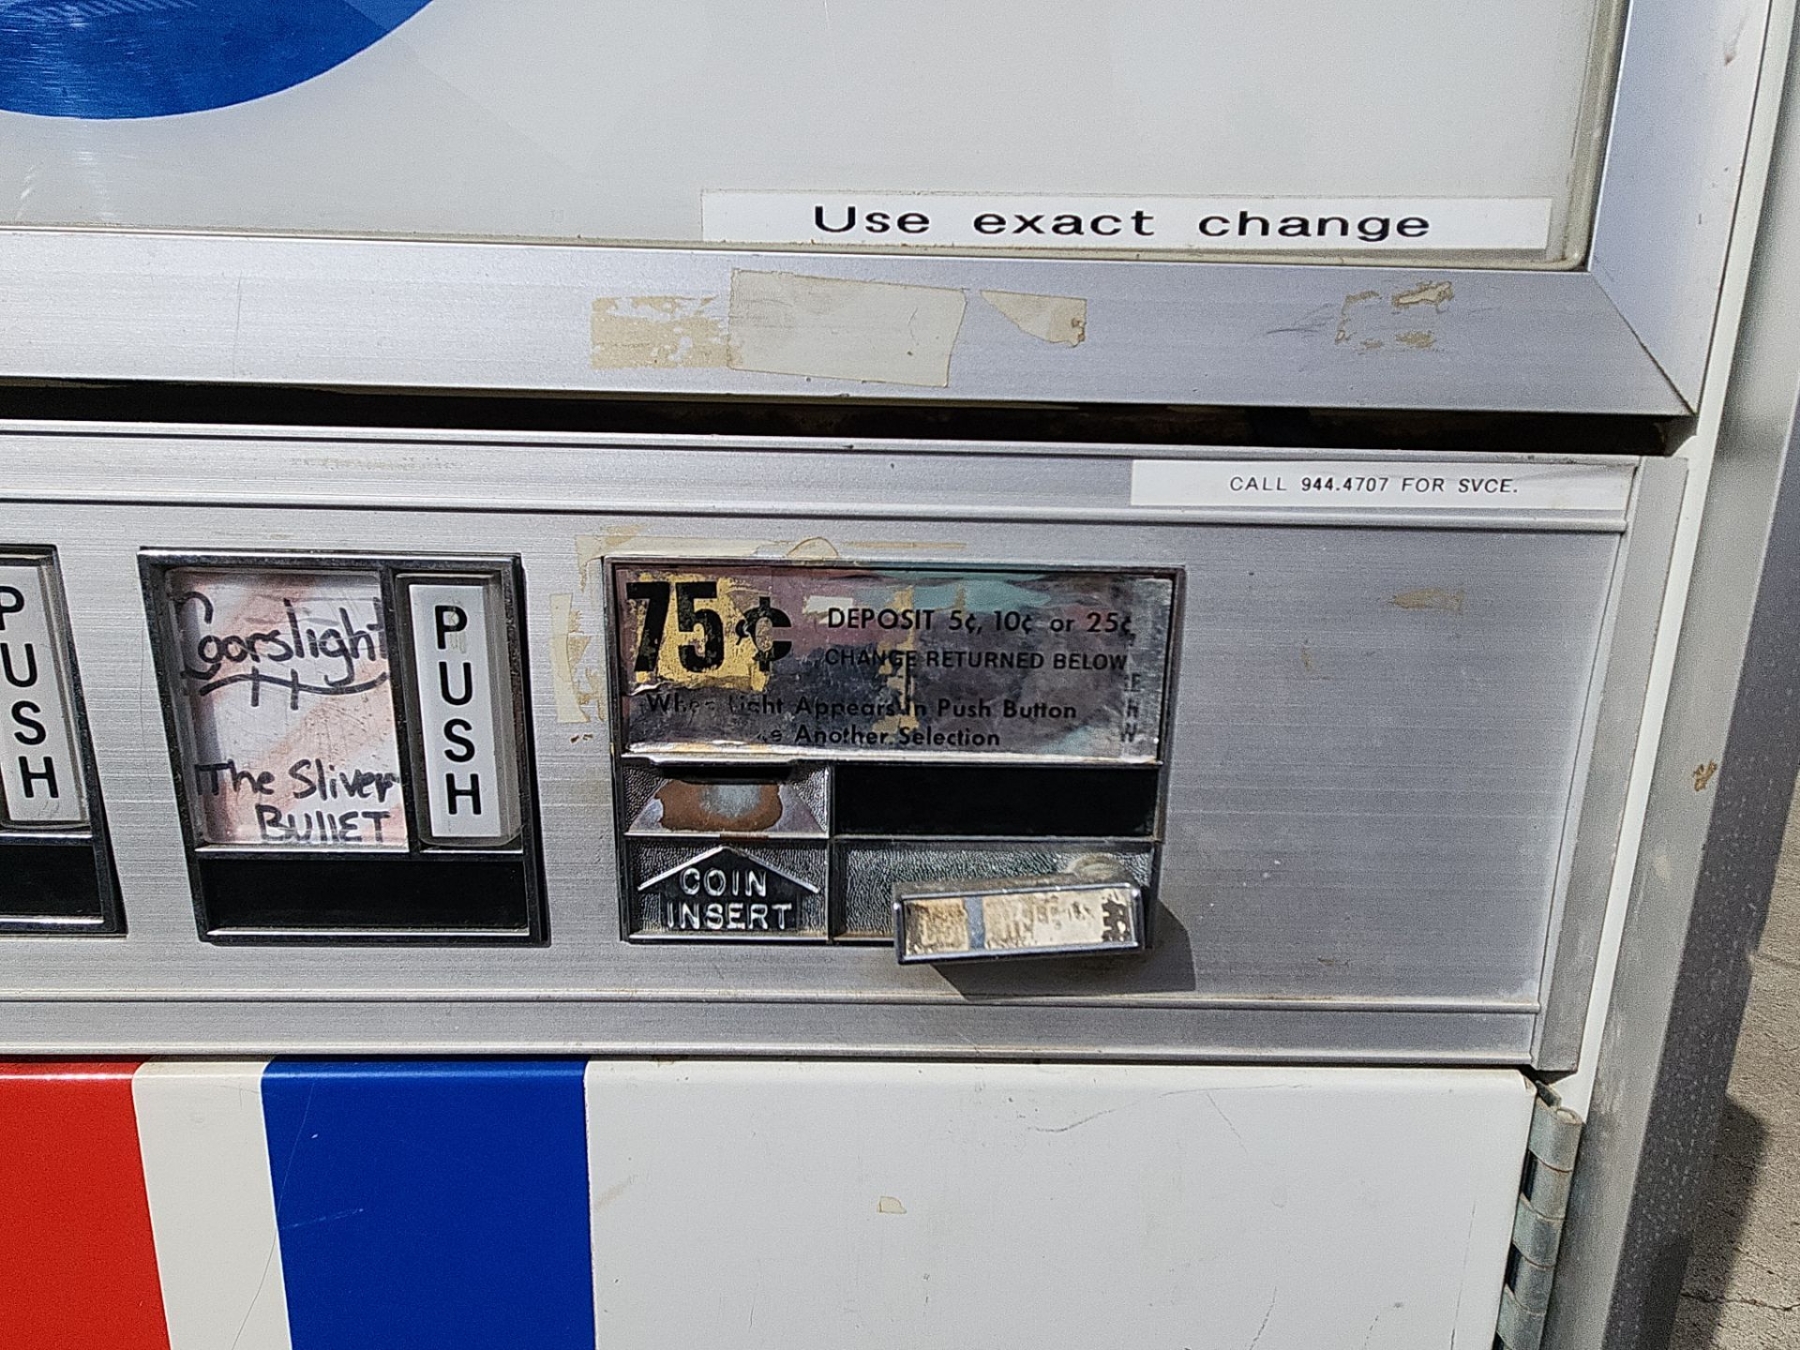 Use exact change
CALL 944.4707 FOR SVCE.
PUSH
Coorslight
The Sliver
BullET
PUSH
75¢
DEPOSIT 5¢, 10¢ or 25¢
CHANGE RETURNED BELOW
When Light Appears in Push Button
Another Selection
COIN
INSERT